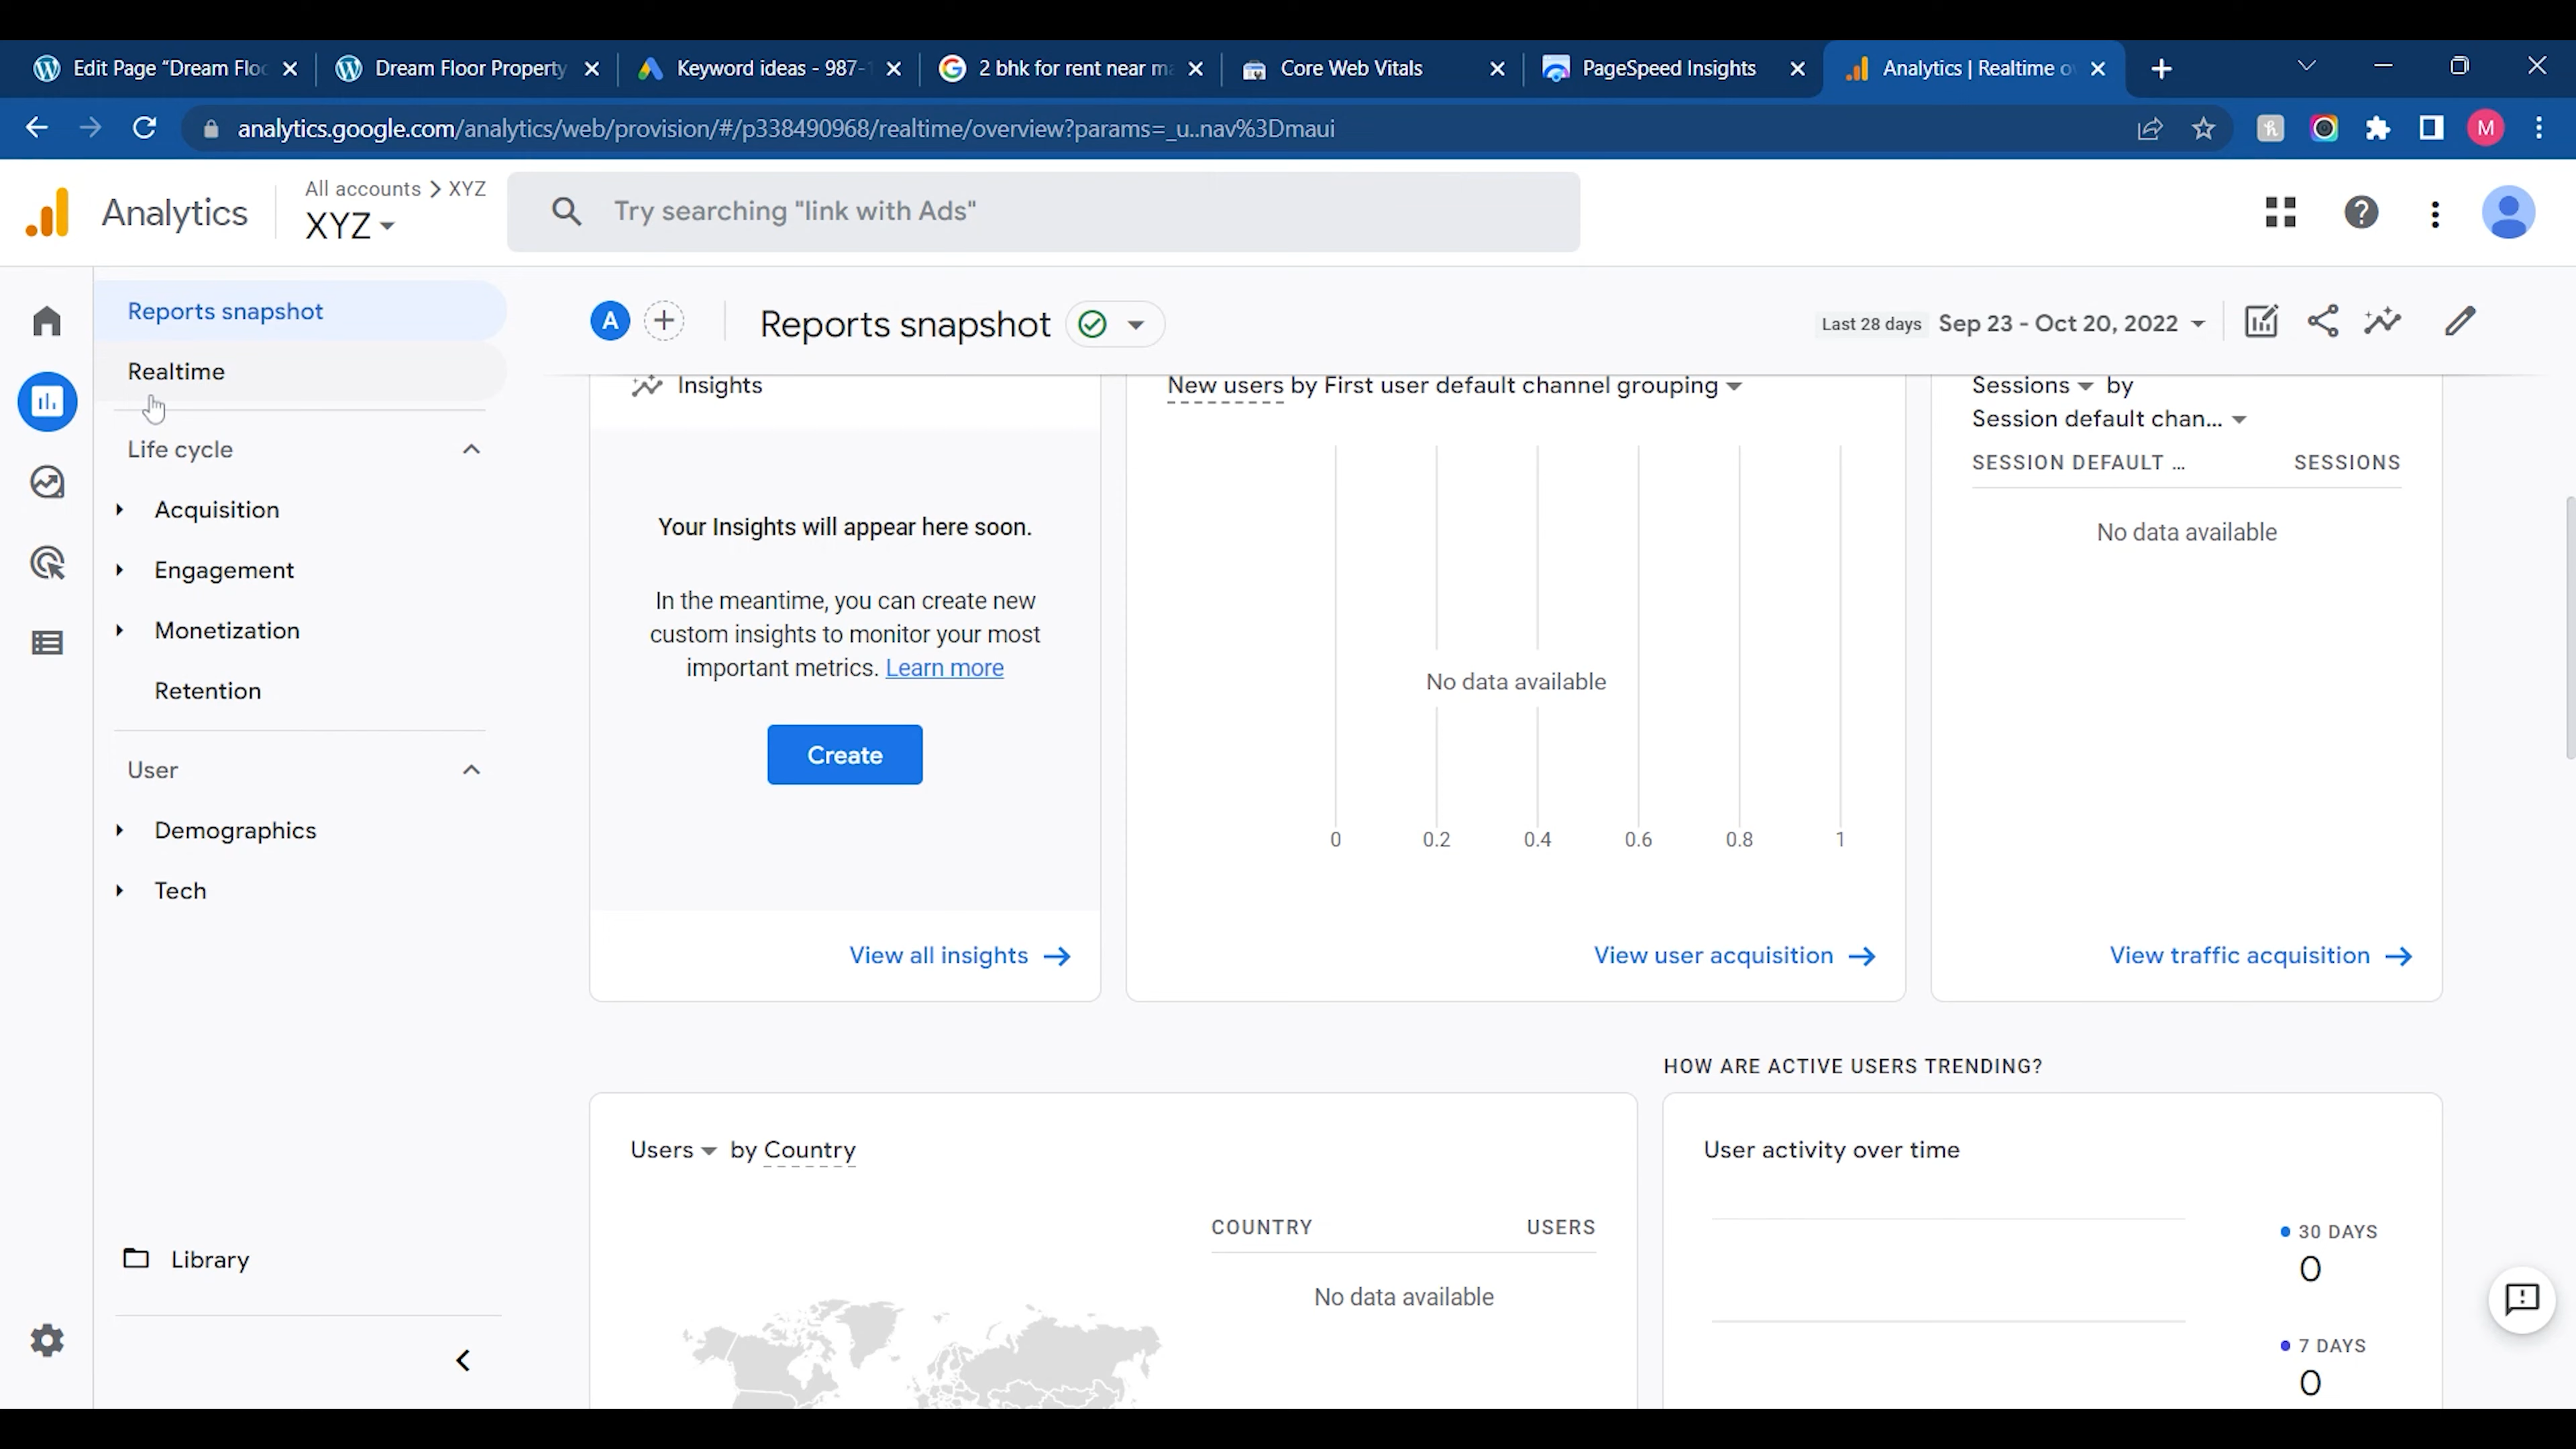 Edit Page “Dream Floo
Dream Floor Property
Keyword ideas - 987-1
2 bhk for rent near ma
Core Web Vitals
PageSpeed Insights
Analytics | Realtime ov
analytics.google.com/analytics/web/provision/#/p338490968/realtime/overview?params=_u..nav%3Dmaui
M
Analytics
All accounts > XYZ
XYZ
Try searching "link with Ads"
Reports snapshot
Realtime
Life cycle
Acquisition
Engagement
Monetization
Retention
User
Demographics
Tech
Library
A
Reports snapshot
Last 28 days Sep 23 - Oct 20, 2022
Insights
Your Insights will appear here soon.
In the meantime, you can create new
custom insights to monitor your most
important metrics. Learn more
Create
View all insights
New users by First user default channel grouping
No data available
0 0.2 0.4 0.6 0.8 1
View user acquisition
Sessions by
Session default chan...
SESSION DEFAULT ... SESSIONS
No data available
View traffic acquisition
Users by Country
COUNTRY USERS
No data available
HOW ARE ACTIVE USERS TRENDING?
User activity over time
30 DAYS
0
7 DAYS
0